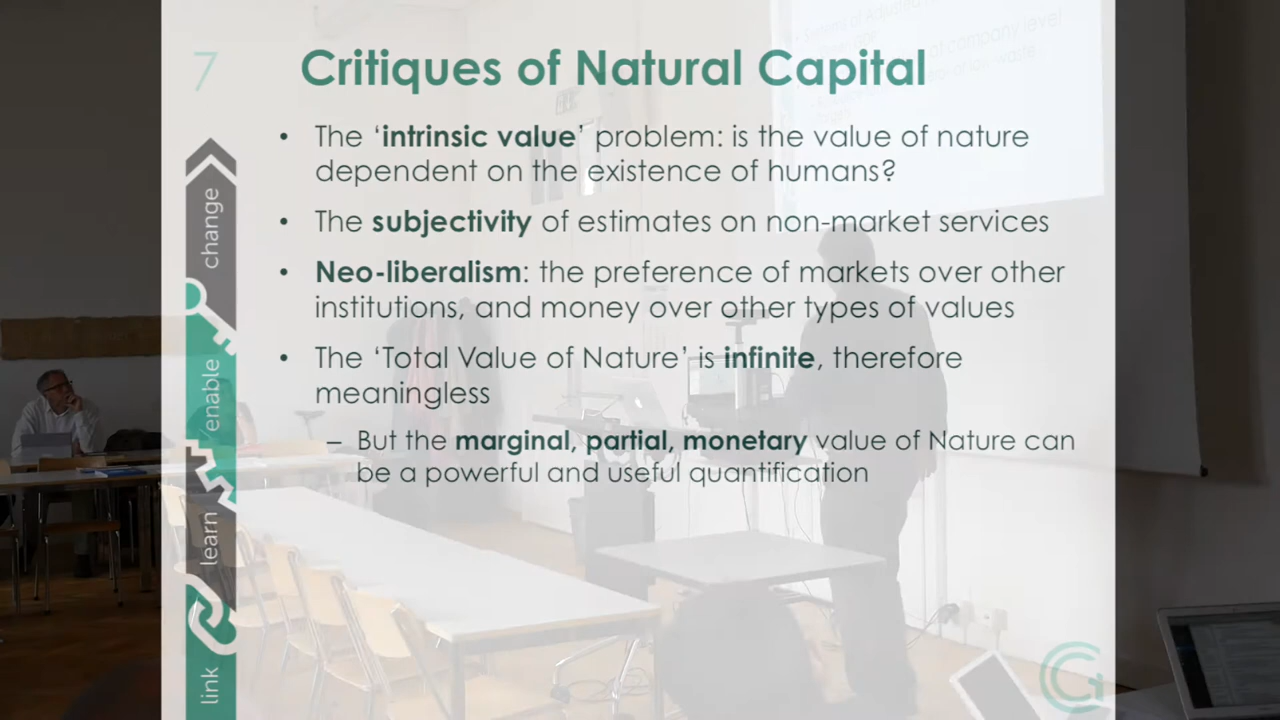 7
Critiques of Natural Capital
• The ‘intrinsic value’ problem: is the value of nature
dependent on the existence of humans?
• The subjectivity of estimates on non-market services
• Neo-liberalism: the preference of markets over other
institutions, and money over other types of values
• The ‘Total Value of Nature’ is infinite, therefore
meaningless
– But the marginal, partial, monetary value of Nature can
be a powerful and useful quantification
change
enable
learn
link